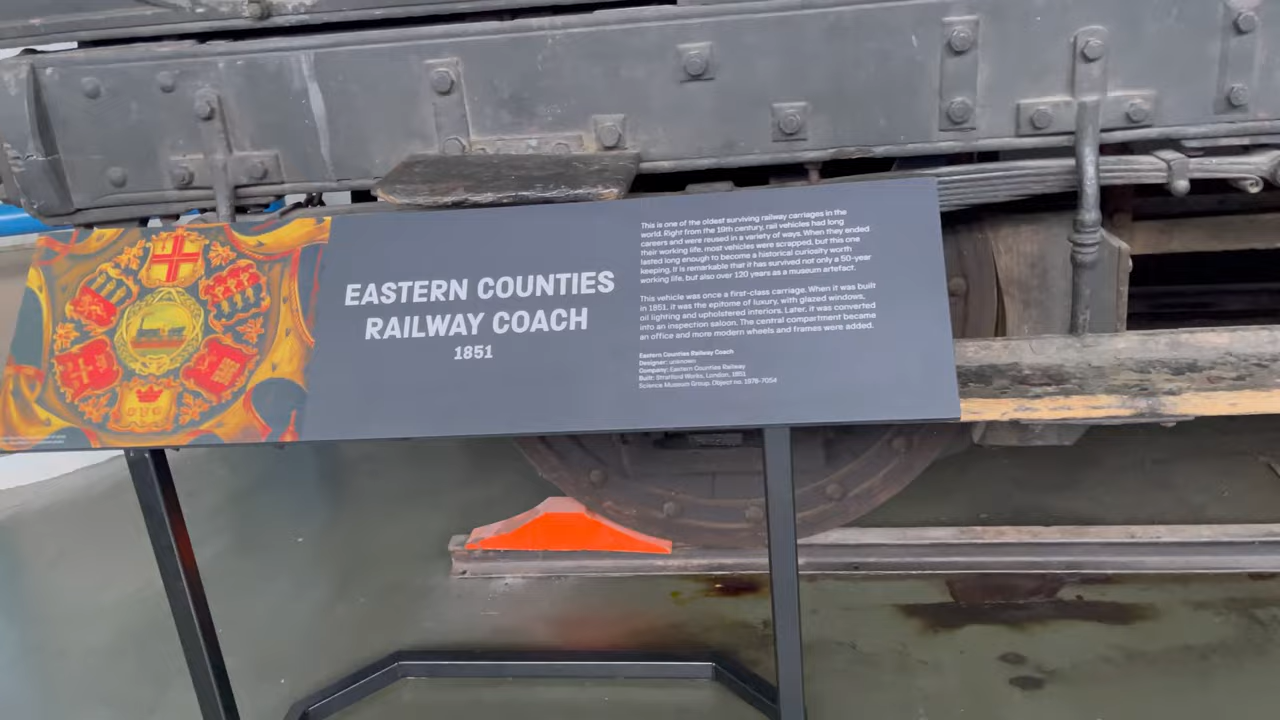 EASTERN COUNTIES
RAILWAY COACH
1851
This is one of the oldest surviving railway carriages in the
world. Right from the 19th century, rail vehicles had long
careers and were reused in a variety of ways. When they ended
their working life, most vehicles were scrapped, but this one
lasted long enough to become a historical curiosity worth
keeping. It is remarkable that it has survived not only a 50-year
working life, but also over 120 years as a museum artefact.
This vehicle was once a first-class carriage. When it was built
in 1851, it was the epitome of luxury, with glazed windows,
oil lighting and upholstered interiors. Later, it was converted
into an inspection saloon. The central compartment became
an office and more modern wheels and frames were added.
Eastern Counties Railway Coach
Designer: unknown
Company: Eastern Counties Railway
Built: Stratford Works, London, 1851
Science Museum Group. Object no. 1978-7054